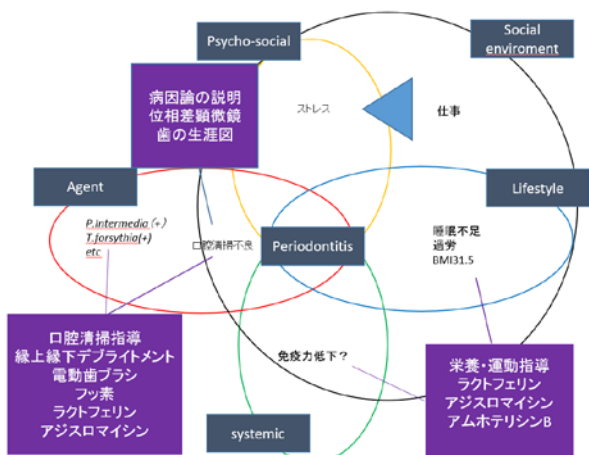 Psycho-social
Social
enviroment
病因論の説明
位相差顕微鏡
歯の生涯図
ストレス
仕事
Agent
Lifestyle
P.intermedia (+)
T.forsythia(+)
etc
口腔清掃不良
Periodontitis
睡眠不足
過労
BMI31.5
口腔清掃指導
縁上縁下デブライトメント
電動歯ブラシ
フッ素
ラクトフェリン
アジスロマイシン
免疫力低下？
栄養・運動指導
ラクトフェリン
アジスロマイシン
アムホテリシンB
systemic